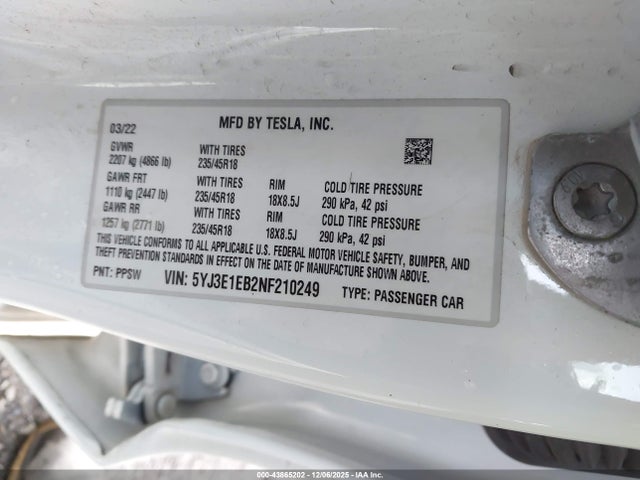 03/22 MFD BY TESLA, INC.
GVWR WITH TIRES
2207 kg (4866 lb) 235/45R18
GAWR FRT WITH TIRES RIM COLD TIRE PRESSURE
1110 kg (2447 lb) 235/45R18 18X8.5J 290 kPa, 42 psi
GAWR RR WITH TIRES RIM COLD TIRE PRESSURE
1257 kg (2771 lb) 235/45R18 18X8.5J 290 kPa, 42 psi
THIS VEHICLE CONFORMS TO ALL APPLICABLE U.S. FEDERAL MOTOR VEHICLE SAFETY, BUMPER, AND
THEFT PREVENTION STANDARDS IN EFFECT ON THE DATE OF MANUFACTURE SHOWN ABOVE.
PNT: PPSW VIN: 5YJ3E1EB2NF210249 TYPE: PASSENGER CAR
000-43865202 - 12/06/2025 - IAA Inc.